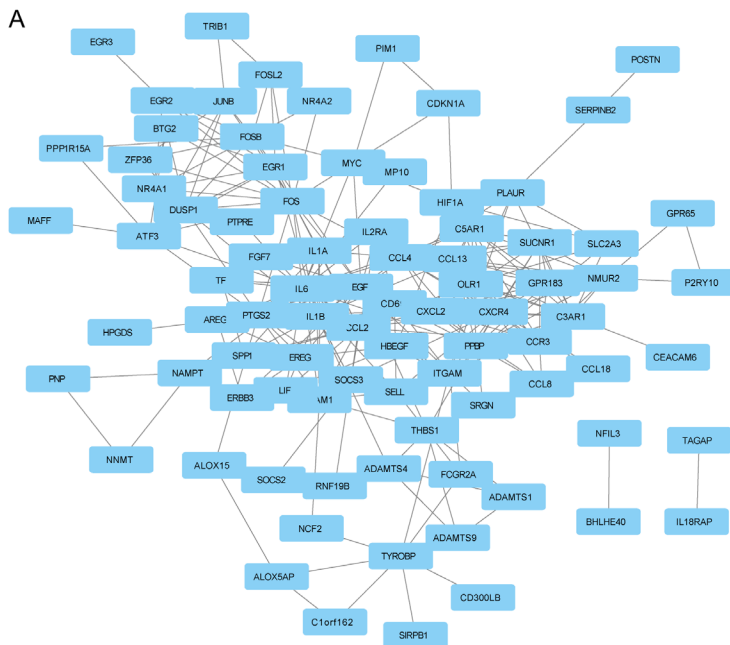 A
TRIB1
EGR3
PIM1
POSTN
FOSL2
EGR2
JUNB
NR4A2
CDKN1A
SERPINB2
BTG2
FOSB
PPP1R15A
ZFP36
EGR1
MYC
MP10
NR4A1
FOS
HIF1A
PLAUR
DUSP1
PTPRE
GPR65
MAFF
ATF3
IL2RA
C5AR1
SUCNR1
SLC2A3
FGF7
IL1A
CCL4
CCL13
TF
IL6
EGF
OLR1
GPR183
NMUR2
P2RY10
AREG
PTGS2
IL1B
CD6
CXCL2
CXCR4
C3AR1
HPGDS
CCL2
SPP1
EREG
HBEGF
PPBP
CCR3
CEACAM6
PNP
NAMPT
SOCS3
ITGAM
CCL18
ERBB3
LIF
AM1
SELL
SRGN
CCL8
THBS1
NFIL3
TAGAP
NNMT
ALOX15
SOCS2
RNF19B
ADAMTS4
FCGR2A
ADAMTS1
NCF2
ADAMTS9
BHLHE40
IL18RAP
TYROBP
ALOX5AP
CD300LB
C1orf162
SIRPB1